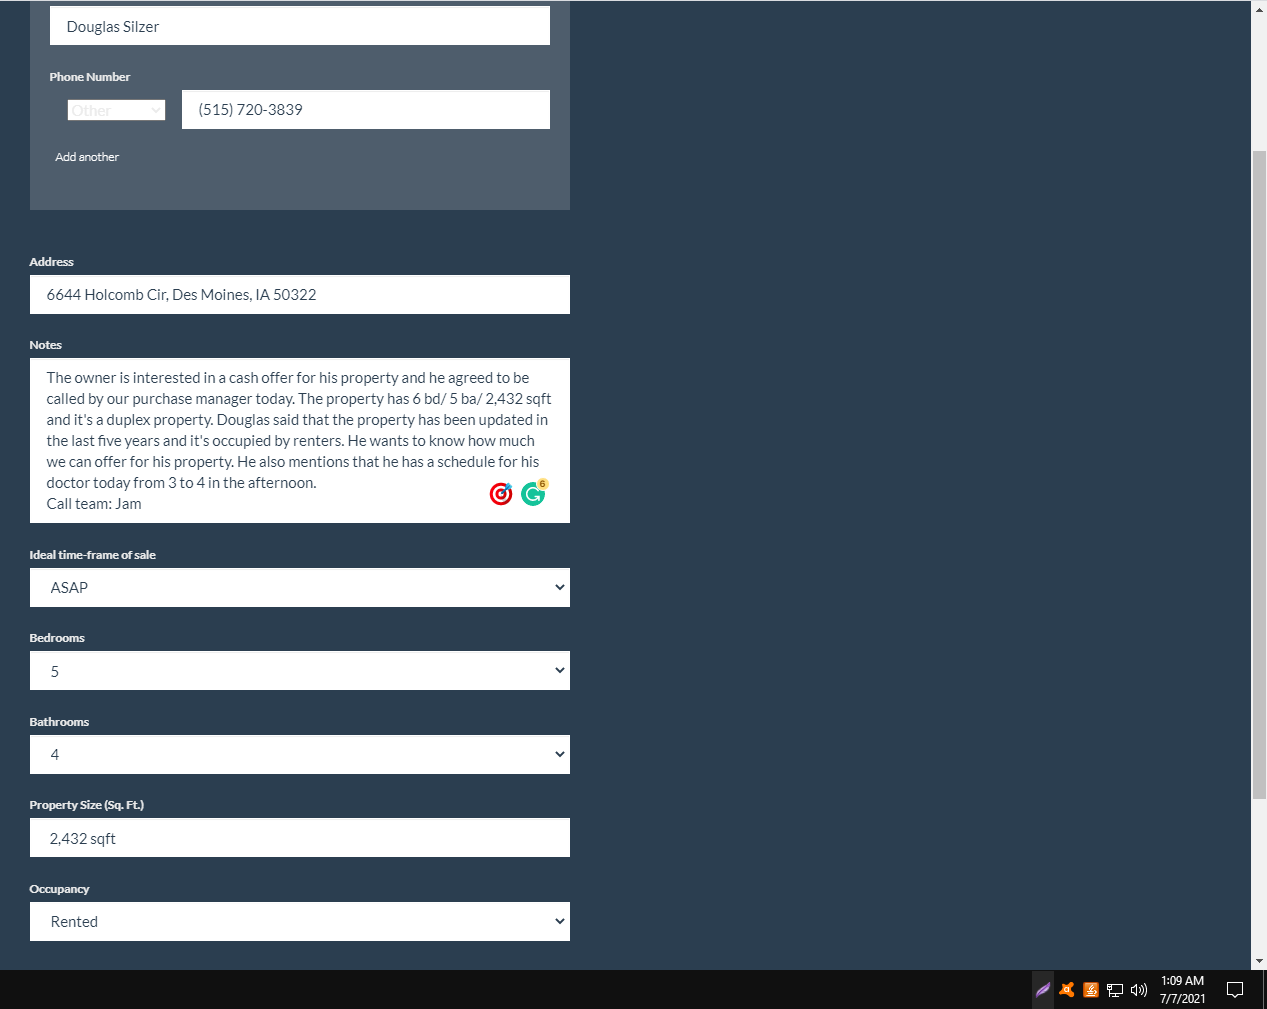 Douglas Silzer
Phone Number
Other
(515) 720-3839
Add another
Address
6644 Holcomb Cir, Des Moines, IA 50322
Notes
The owner is interested in a cash offer for his property and he agreed to be
called by our purchase manager today. The property has 6 bd/ 5 ba/ 2,432 sqft
and it's a duplex property. Douglas said that the property has been updated in
the last five years and it's occupied by renters. He wants to know how much
we can offer for his property. He also mentions that he has a schedule for his
doctor today from 3 to 4 in the afternoon.
Call team: Jam
6
Ideal time-frame of sale
ASAP
Bedrooms
5
Bathrooms
4
Property Size (Sq. Ft.)
2,432 sqft
Occupancy
Rented
1:09 AM
7/7/2021